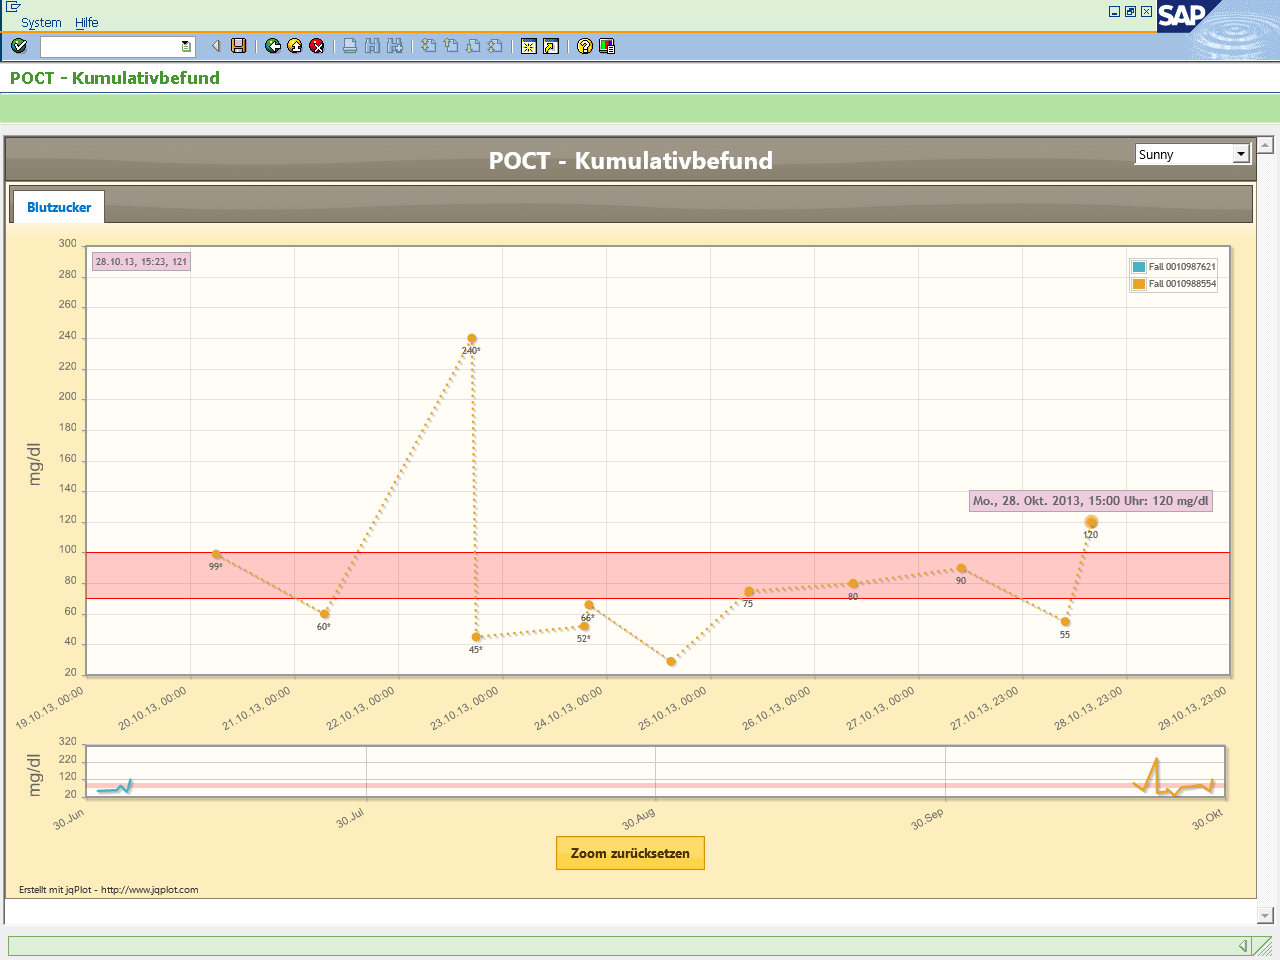 System Hilfe
SAP
POCT - Kumulativbefund
POCT - Kumulativbefund
Sunny
Blutzucker
28.10.13, 15:23, 121
Fall 0010987621
Fall 0010988554
mg/dl
300
280
260
240
220
200
180
160
140
120
100
80
60
40
20
99*
60*
240*
45*
52*
66*
75
80
90
55
120
Mo., 28. Okt. 2013, 15:00 Uhr: 120 mg/dl
19.10.13, 00:00
20.10.13, 00:00
21.10.13, 00:00
22.10.13, 00:00
23.10.13, 00:00
24.10.13, 00:00
25.10.13, 00:00
26.10.13, 00:00
27.10.13, 00:00
27.10.13, 23:00
28.10.13, 23:00
29.10.13, 23:00
mg/dl
320
220
120
20
30.Jun
30.Jul
30.Aug
30.Sep
30.Okt
Zoom zurücksetzen
Erstellt mit jqPlot - http://www.jqplot.com